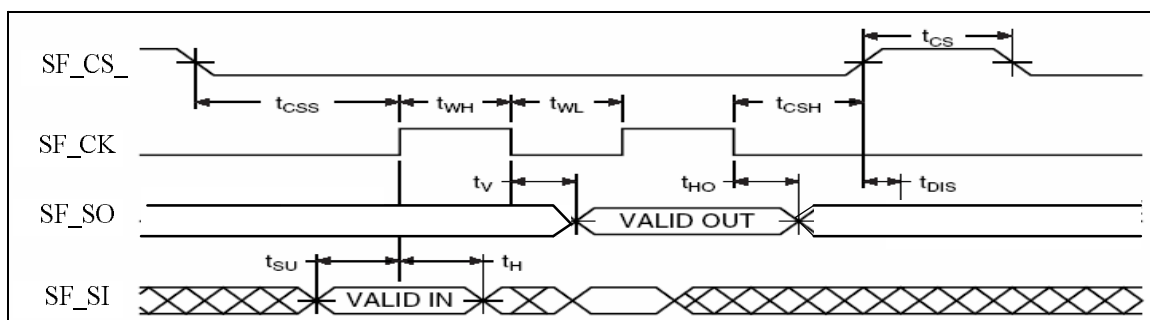 SF_CS_
tCS
tCSS
tWH
tWL
tCSH
SF_CK
tV
tHO
tDIS
SF_SO
VALID OUT
tSU
tH
SF_SI
VALID IN